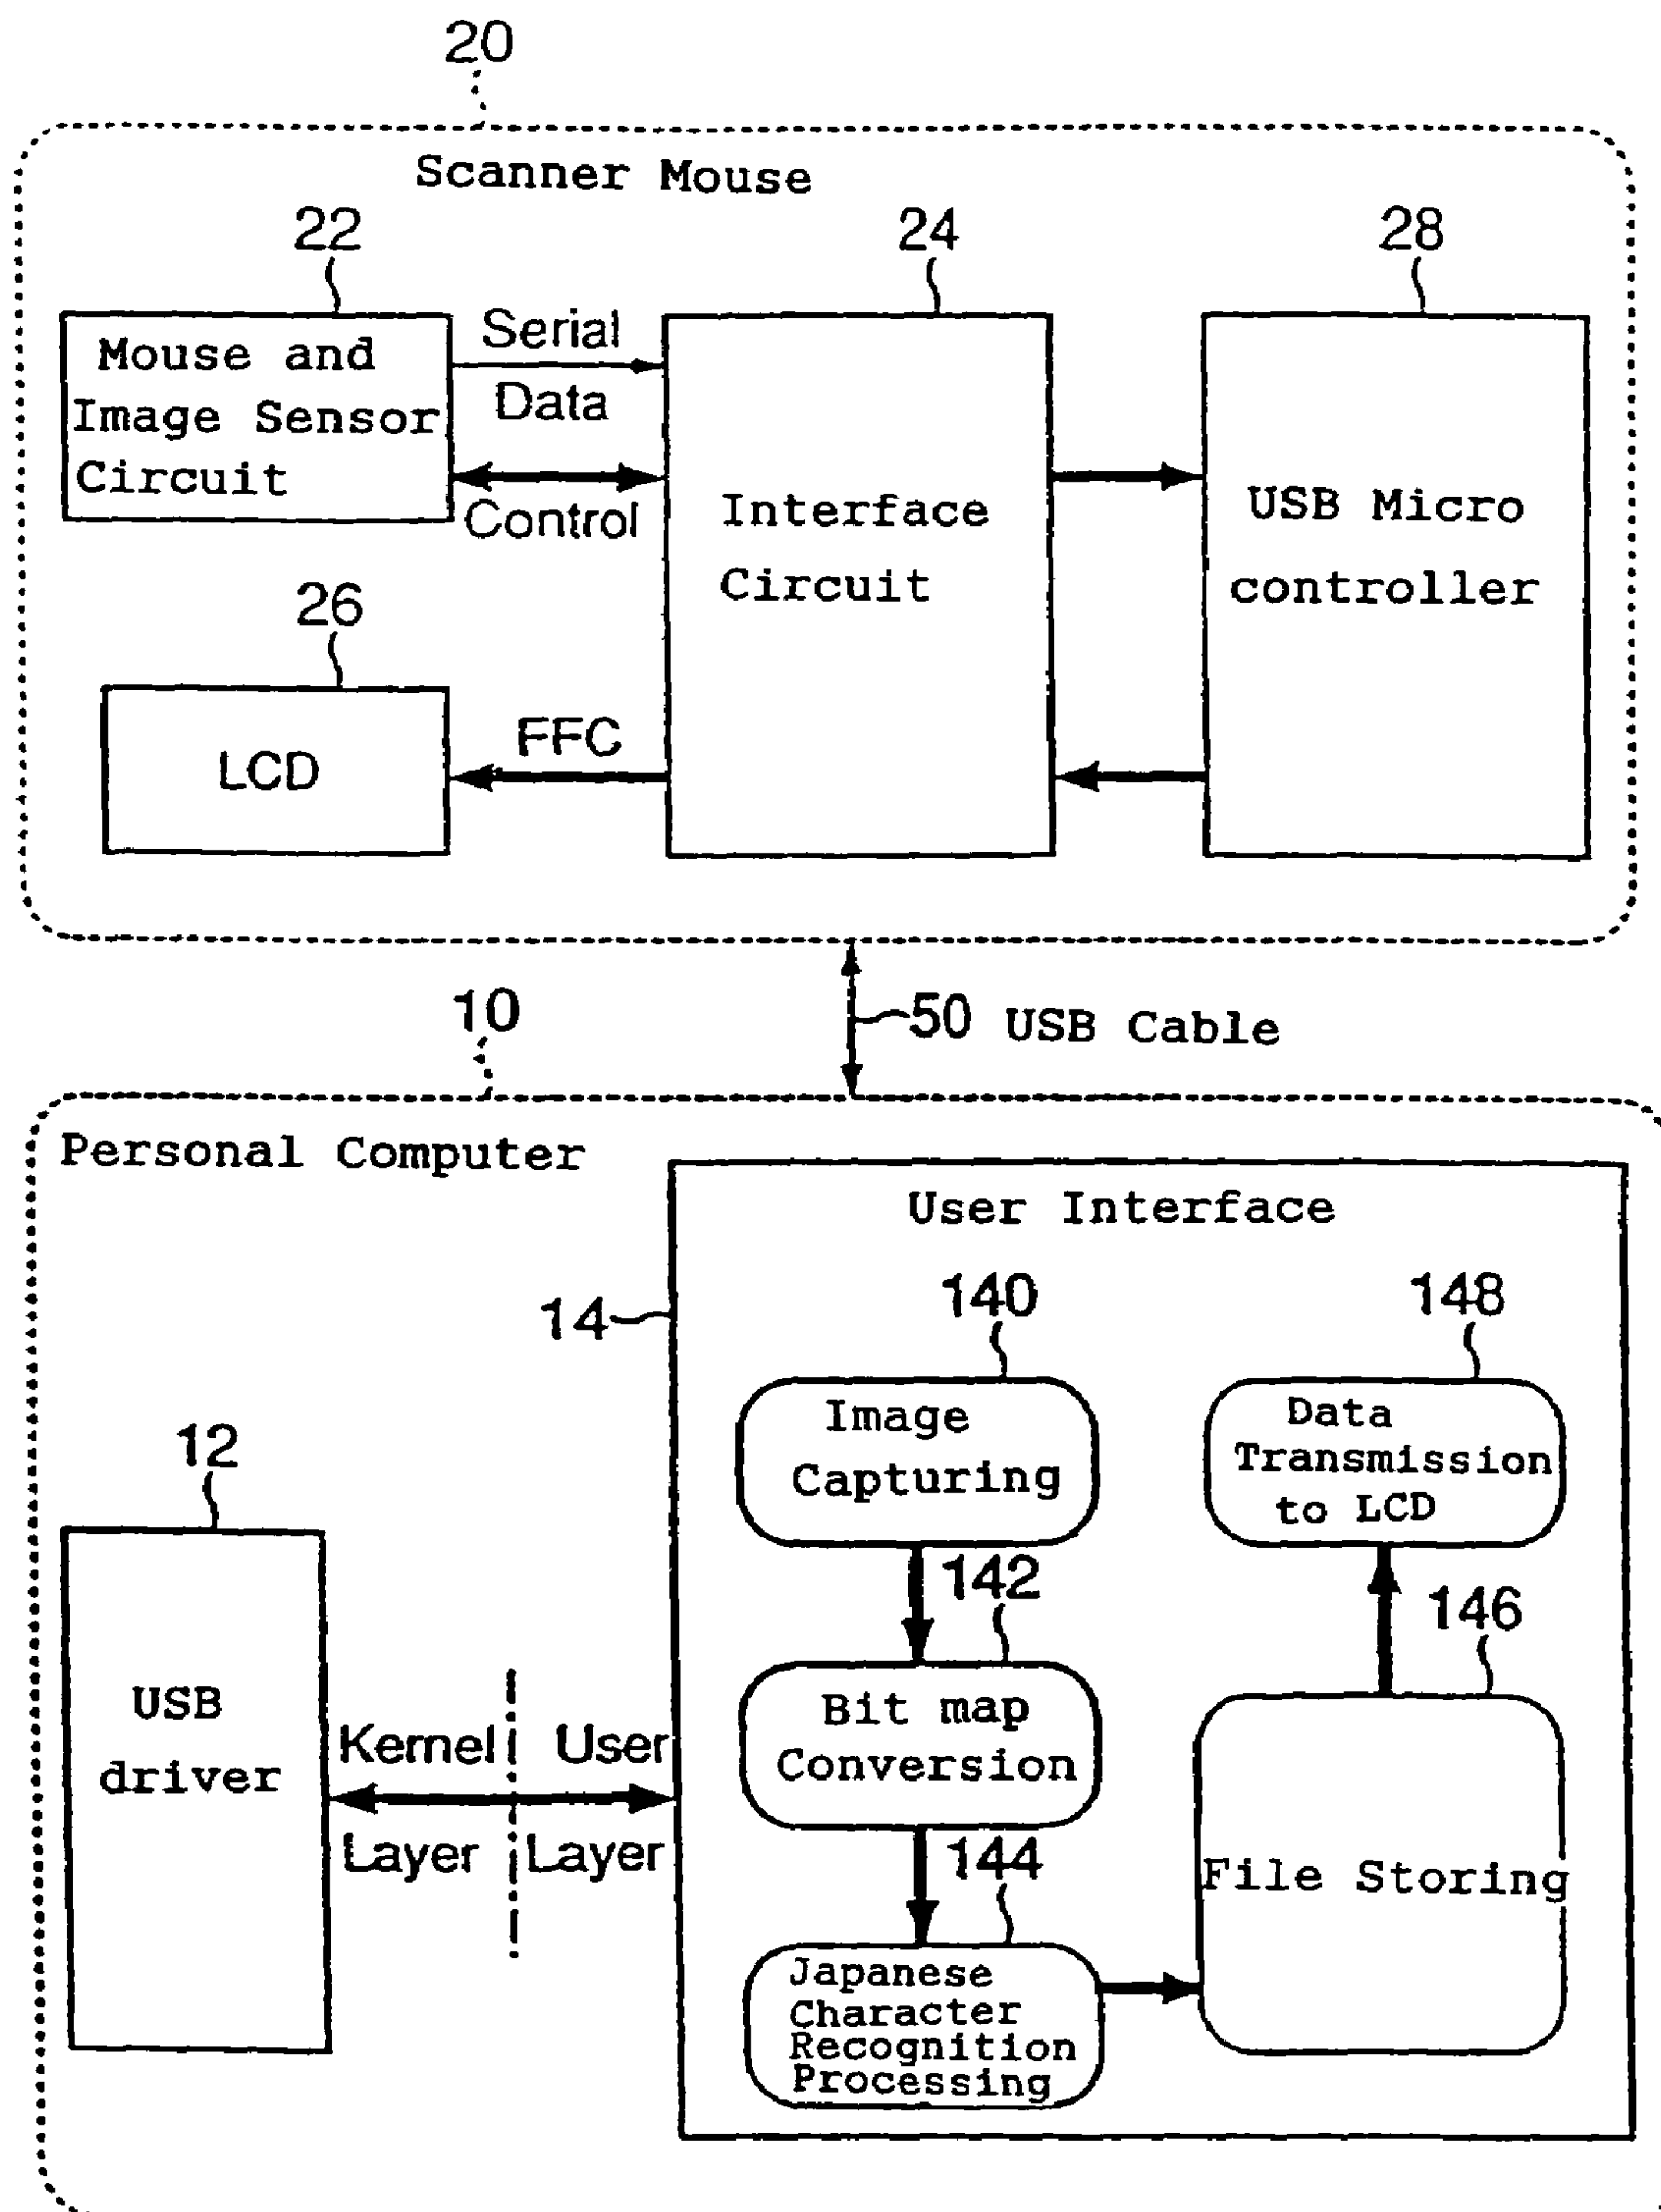 20
Scanner Mouse
22
24
28
Mouse and
Image Sensor
Circuit
Serial
Data
Control
Interface
Circuit
USB Micro
controller
26
LCD
FFC
10
50 USB Cable
Personal Computer
User Interface
14
140
148
Image
Capturing
Data
Transmission
to LCD
12
142
146
USB
driver
Kernel
Layer
User
Layer
Bit map
Conversion
144
File Storing
Japanese
Character
Recognition
Processing